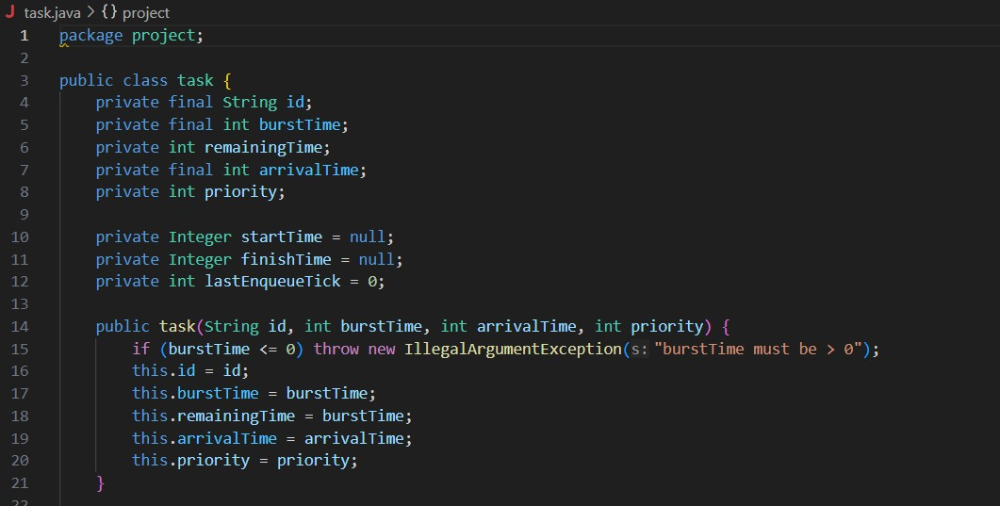 J task.java > {} project
1 package project;
2
3 public class task {
4 private final String id;
5 private final int burstTime;
6 private int remainingTime;
7 private final int arrivalTime;
8 private int priority;
9
10 private Integer startTime = null;
11 private Integer finishTime = null;
12 private int lastEnqueueTick = 0;
13
14 public task(String id, int burstTime, int arrivalTime, int priority) {
15 if (burstTime <= 0) throw new IllegalArgumentException(s: "burstTime must be > 0");
16 this.id = id;
17 this.burstTime = burstTime;
18 this.remainingTime = burstTime;
19 this.arrivalTime = arrivalTime;
20 this.priority = priority;
21 }
22